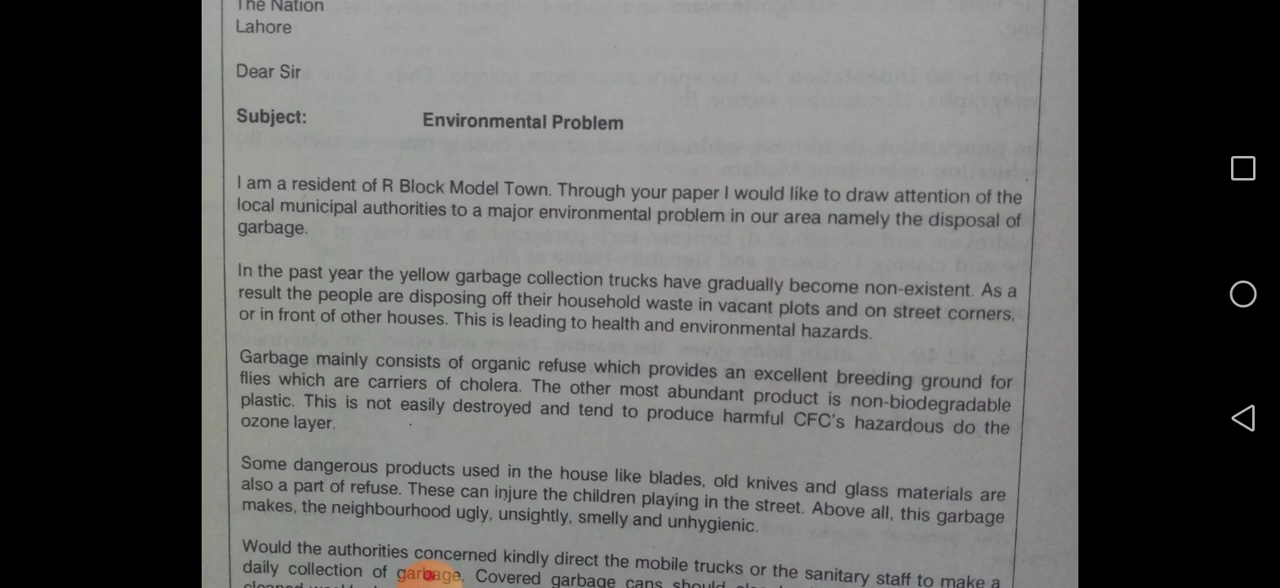 The Nation
Lahore
Dear Sir
Subject: Environmental Problem
I am a resident of R Block Model Town. Through your paper I would like to draw attention of the
local municipal authorities to a major environmental problem in our area namely the disposal of
garbage.
In the past year the yellow garbage collection trucks have gradually become non-existent. As a
result the people are disposing off their household waste in vacant plots and on street corners,
or in front of other houses. This is leading to health and environmental hazards.
Garbage mainly consists of organic refuse which provides an excellent breeding ground for
flies which are carriers of cholera. The other most abundant product is non-biodegradable
plastic. This is not easily destroyed and tend to produce harmful CFC's hazardous do the
ozone layer.
Some dangerous products used in the house like blades, old knives and glass materials are
also a part of refuse. These can injure the children playing in the street. Above all, this garbage
makes, the neighbourhood ugly, unsightly, smelly and unhygienic.
Would the authorities concerned kindly direct the mobile trucks or the sanitary staff to make a
daily collection of garbage. Covered garbage cans should